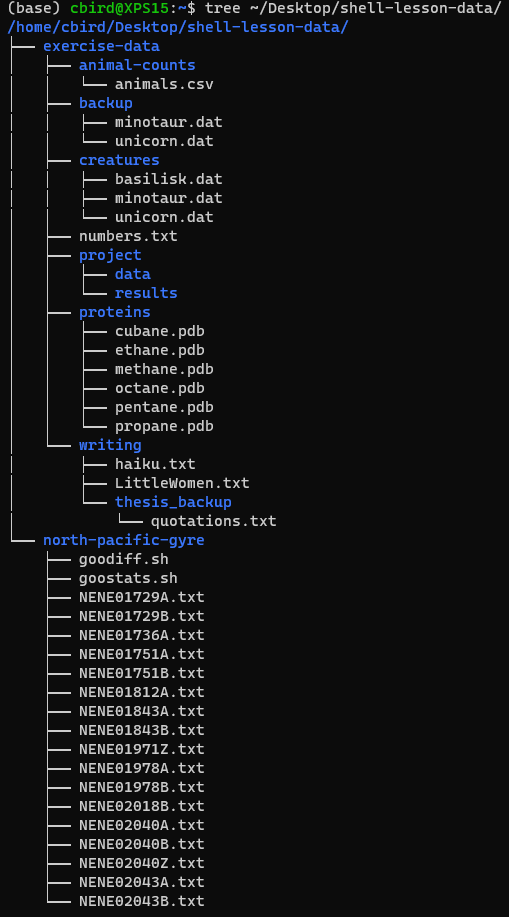 (base) cbird@XPS15:~$ tree ~/Desktop/shell-lesson-data/
/home/cbird/Desktop/shell-lesson-data/
├── exercise-data
│   ├── animal-counts
│   │   └── animals.csv
│   ├── backup
│   │   ├── minotaur.dat
│   │   └── unicorn.dat
│   ├── creatures
│   │   ├── basilisk.dat
│   │   ├── minotaur.dat
│   │   └── unicorn.dat
│   ├── numbers.txt
│   ├── project
│   │   ├── data
│   │   └── results
│   ├── proteins
│   │   ├── cubane.pdb
│   │   ├── ethane.pdb
│   │   ├── methane.pdb
│   │   ├── octane.pdb
│   │   ├── pentane.pdb
│   │   └── propane.pdb
│   └── writing
│       ├── haiku.txt
│       ├── LittleWomen.txt
│       └── thesis_backup
│           └── quotations.txt
└── north-pacific-gyre
    ├── goodiff.sh
    ├── goostats.sh
    ├── NENE01729A.txt
    ├── NENE01729B.txt
    ├── NENE01736A.txt
    ├── NENE01751A.txt
    ├── NENE01751B.txt
    ├── NENE01812A.txt
    ├── NENE01843A.txt
    ├── NENE01843B.txt
    ├── NENE01971Z.txt
    ├── NENE01978A.txt
    ├── NENE01978B.txt
    ├── NENE02018B.txt
    ├── NENE02040A.txt
    ├── NENE02040B.txt
    ├── NENE02040Z.txt
    ├── NENE02043A.txt
    └── NENE02043B.txt